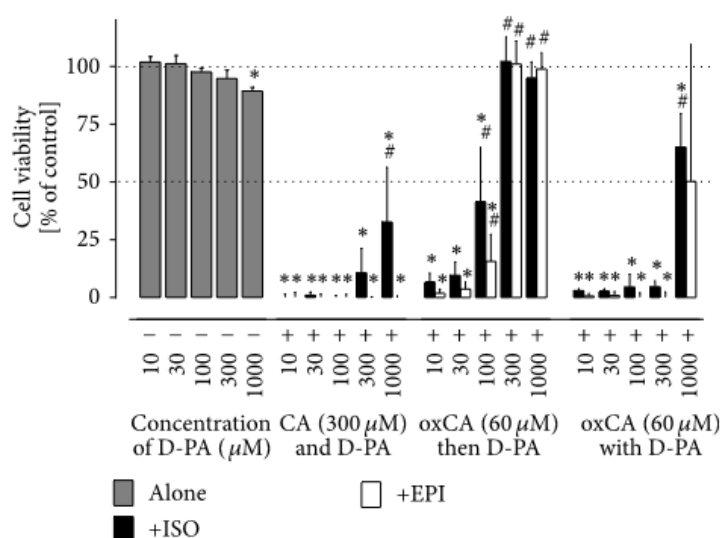 Cell viability
[% of control]
100
75
50
25
0
*
** ** ** * * * # *
* * * * * # * # # # # #
** ** * * * * * #
− − − − − + + + + + + + + + + + + + + +
10 30 100 300 1000 10 30 100 300 1000 10 30 100 300 1000 10 30 100 300 1000
Concentration CA (300 μM) oxCA (60 μM) oxCA (60 μM)
of D-PA (μM) and D-PA then D-PA with D-PA
Alone +EPI
+ISO